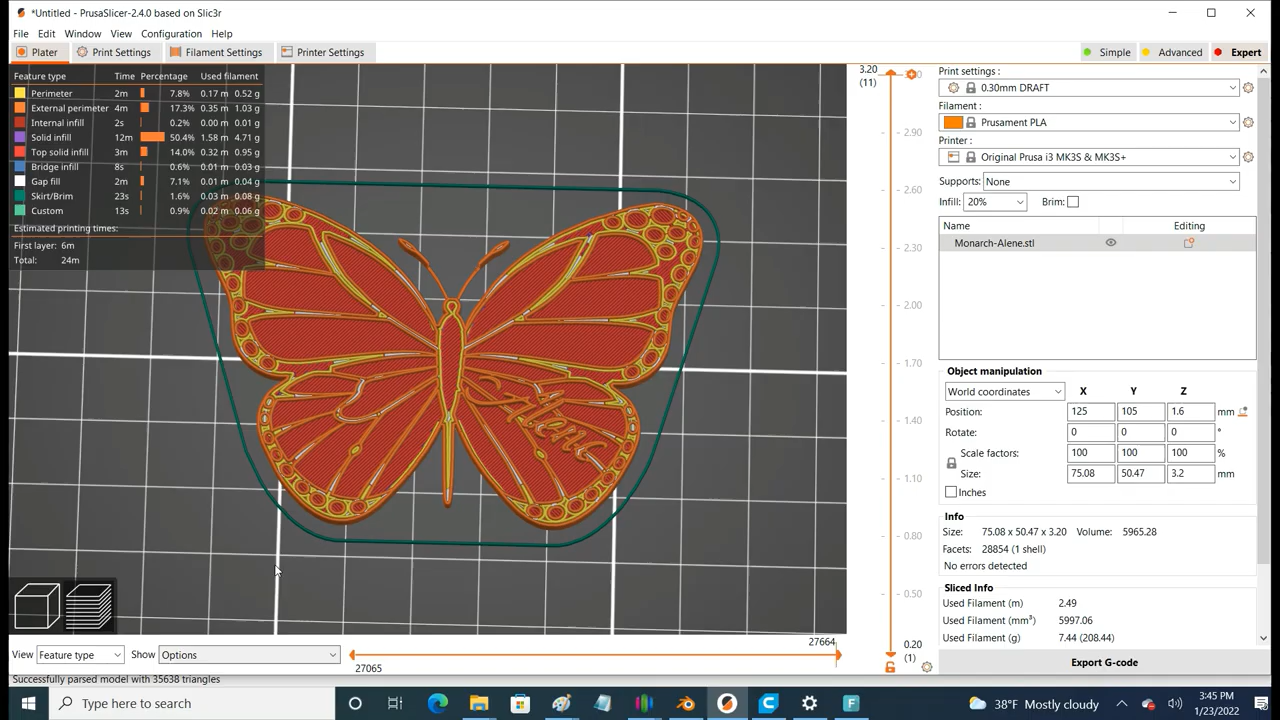 *Untitled - PrusaSlicer-2.4.0 based on Slic3r
File Edit Window View Configuration Help
Plater Print Settings Filament Settings Printer Settings Simple Advanced Expert
Feature type Time Percentage Used filament
Perimeter 2m 7.8% 0.17 m 0.52 g
External perimeter 4m 17.3% 0.35 m 1.03 g
Internal infill 2s 0.2% 0.00 m 0.01 g
Solid infill 12m 50.4% 1.58 m 4.71 g
Top solid infill 3m 14.0% 0.32 m 0.95 g
Bridge infill 8s 0.6% 0.01 m 0.03 g
Gap fill 2m 7.1% 0.01 m 0.04 g
Skirt/Brim 23s 1.6% 0.03 m 0.08 g
Custom 13s 0.9% 0.02 m 0.06 g
Estimated printing times:
First layer: 6m
Total: 24m
Alene
3.20
(11)
2.90
2.60
2.30
2.00
1.70
1.40
1.10
0.80
0.50
0.20
(1)
Print settings :
0.30mm DRAFT
Filament :
Prusament PLA
Printer :
Original Prusa i3 MK3S & MK3S+
Supports: None
Infill: 20% Brim:
Name Editing
Monarch-Alene.stl
Object manipulation
World coordinates X Y Z
Position: 125 105 1.6 mm
Rotate: 0 0 0 °
Scale factors: 100 100 100 %
Size: 75.08 50.47 3.2 mm
Inches
Info
Size: 75.08 x 50.47 x 3.20 Volume: 5965.28
Facets: 28854 (1 shell)
No errors detected
Sliced Info
Used Filament (m) 2.49
Used Filament (mm³) 5997.06
Used Filament (g) 7.44 (208.44)
Export G-code
View Feature type Show Options
27664
27065
Successfully parsed model with 35638 triangles
Type here to search
38°F Mostly cloudy
3:45 PM
1/23/2022